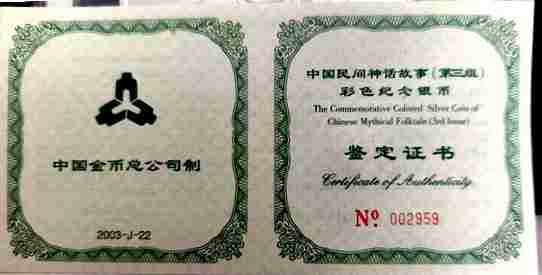 中国金币总公司制
2003-J-22
中国民间神话故事(第三组)
彩色纪念银币
The Commemorative Colored Silver Coin of
Chinese Mythical Folktale (3rd Issue)
鉴定证书
Certificate of Authenticity
No. 002959